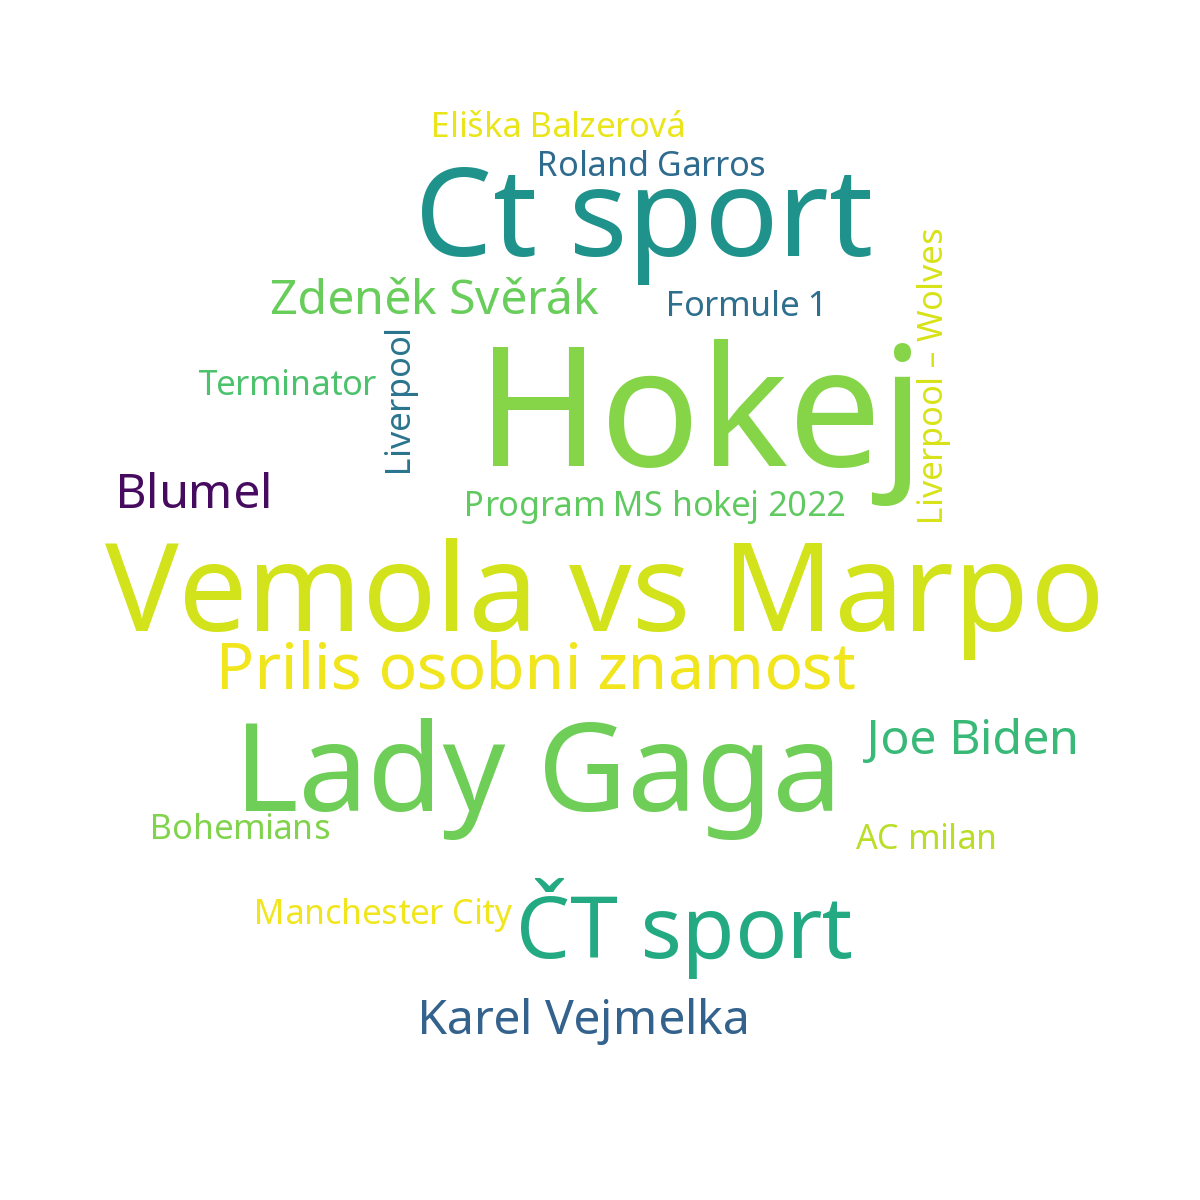 Eliška Balzerová
Roland Garros
Ct sport
Zdeněk Svěrák
Formule 1
Liverpool – Wolves
Hokej
Liverpool
Terminator
Blumel
Program MS hokej 2022
Vemola vs Marpo
Prilis osobni znamost
Lady Gaga
Joe Biden
Bohemians
AC milan
Manchester City
ČT sport
Karel Vejmelka